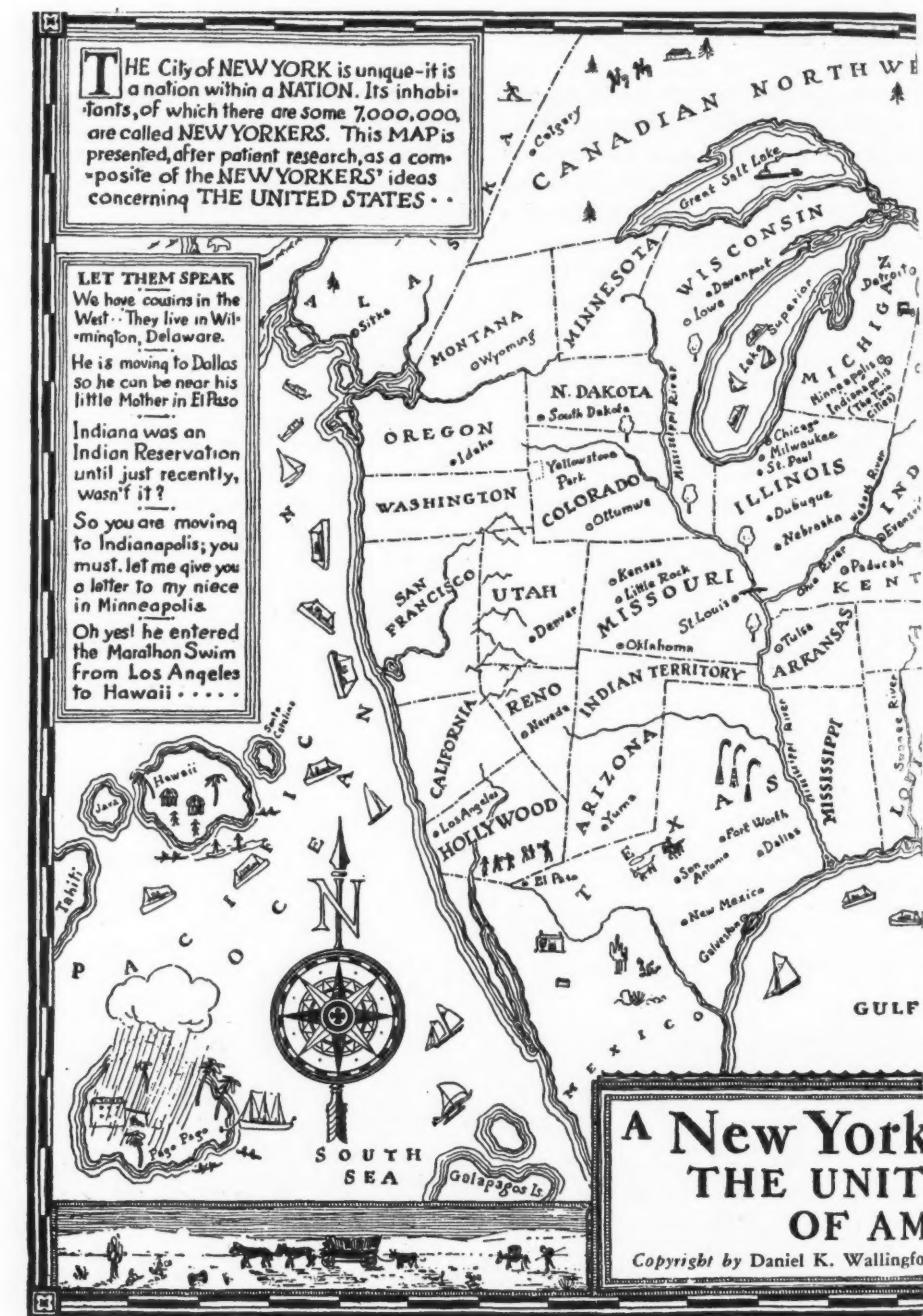 THE City of NEW YORK is unique-it is
a nation within a NATION. Its inhabi-
-tants, of which there are some 7,000,000,
are called NEW YORKERS. This MAP is
presented, after patient research, as a com-
-posite of the NEW YORKERS' ideas
concerning THE UNITED STATES . .
LET THEM SPEAK
We have cousins in the
West . . They live in Wil-
-mington, Delaware.
He is moving to Dallas
so he can be near his
little Mother in El Paso
Indiana was an
Indian Reservation
until just recently,
wasn't it?
So you are moving
to Indianapolis; you
must let me give you
a letter to my niece
in Minneapolis
Oh yes! he entered
the Marathon Swim
from Los Angeles
to Hawaii . . . . .
CANADIAN NORTHWE
Calgary
ALASKA
Sitka
Great Salt Lake
WISCONSIN
Davenport
Iowa
Lake Superior
MICHIGAN
Detroit
Minneapolis &
Indianapolis
(The Twin
Cities)
MINNESOTA
MONTANA
Wyoming
N. DAKOTA
South Dakota
Mississippi River
OREGON
Idaho
WASHINGTON
Yellowstone
Park
COLORADO
Ottumwa
Chicago
Milwaukee
St. Paul
ILLINOIS
Dubuque
Nebraska
Wabash River
IND
Evans
Ohio River
Paducah
KENT
SAN
FRANCISCO
UTAH
Denver
Kansas
Little Rock
MISSOURI
St. Louis
Oklahoma
Tulsa
ARKANSAS
INDIAN TERRITORY
RENO
Nevada
CALIFORNIA
Los Angeles
HOLLYWOOD
ARIZONA
Yuma
TEXAS
Fort Worth
Dallas
San
Antonio
El Paso
New Mexico
Galveston
Mississippi River
MISSISSIPPI
Suanee River
MEXICO
GULF
PACIFIC
OCEAN
Santa
Catalina
Hawaii
Java
Tahiti
N
Pago Pago
SOUTH
SEA
Galapagos Is.
A New York
THE UNIT
OF AM
Copyright by Daniel K. Wallingfo